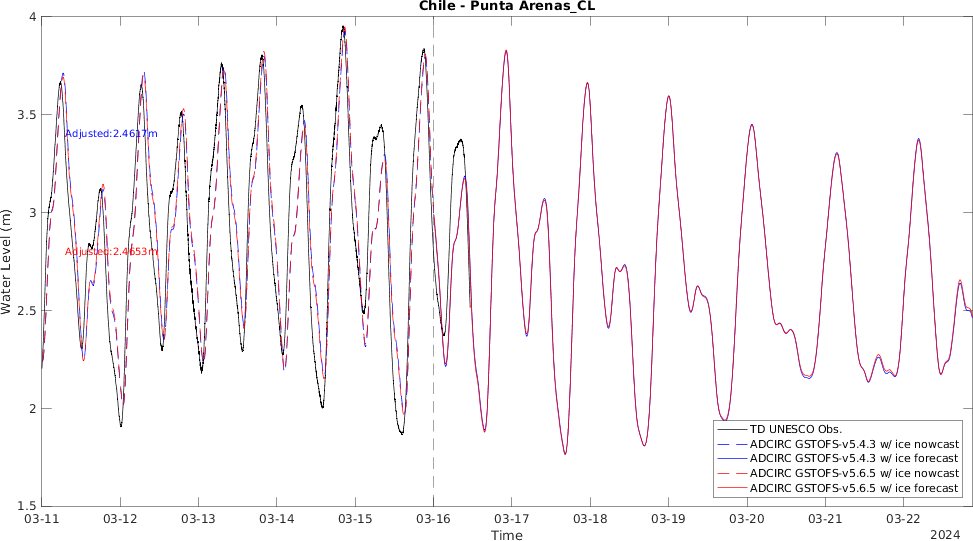 Chile - Punta Arenas_CL
Water Level (m)
4
3.5
3
2.5
2
1.5
Adjusted:2.4617m
Adjusted:2.4653m
TD UNESCO Obs.
ADCIRC GSTOFS-v5.4.3 w/ ice nowcast
ADCIRC GSTOFS-v5.4.3 w/ ice forecast
ADCIRC GSTOFS-v5.6.5 w/ ice nowcast
ADCIRC GSTOFS-v5.6.5 w/ ice forecast
03-11 03-12 03-13 03-14 03-15 03-16 03-17 03-18 03-19 03-20 03-21 03-22
Time
2024